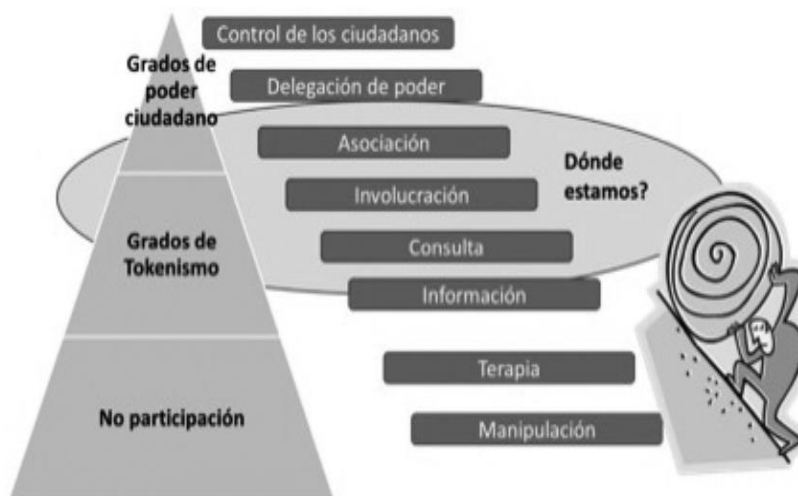 Control de los ciudadanos
Grados de
poder
ciudadano
Delegación de poder
Asociación
Dónde
estamos?
Involucración
Grados de
Tokenismo
Consulta
Información
Terapia
No participación
Manipulación